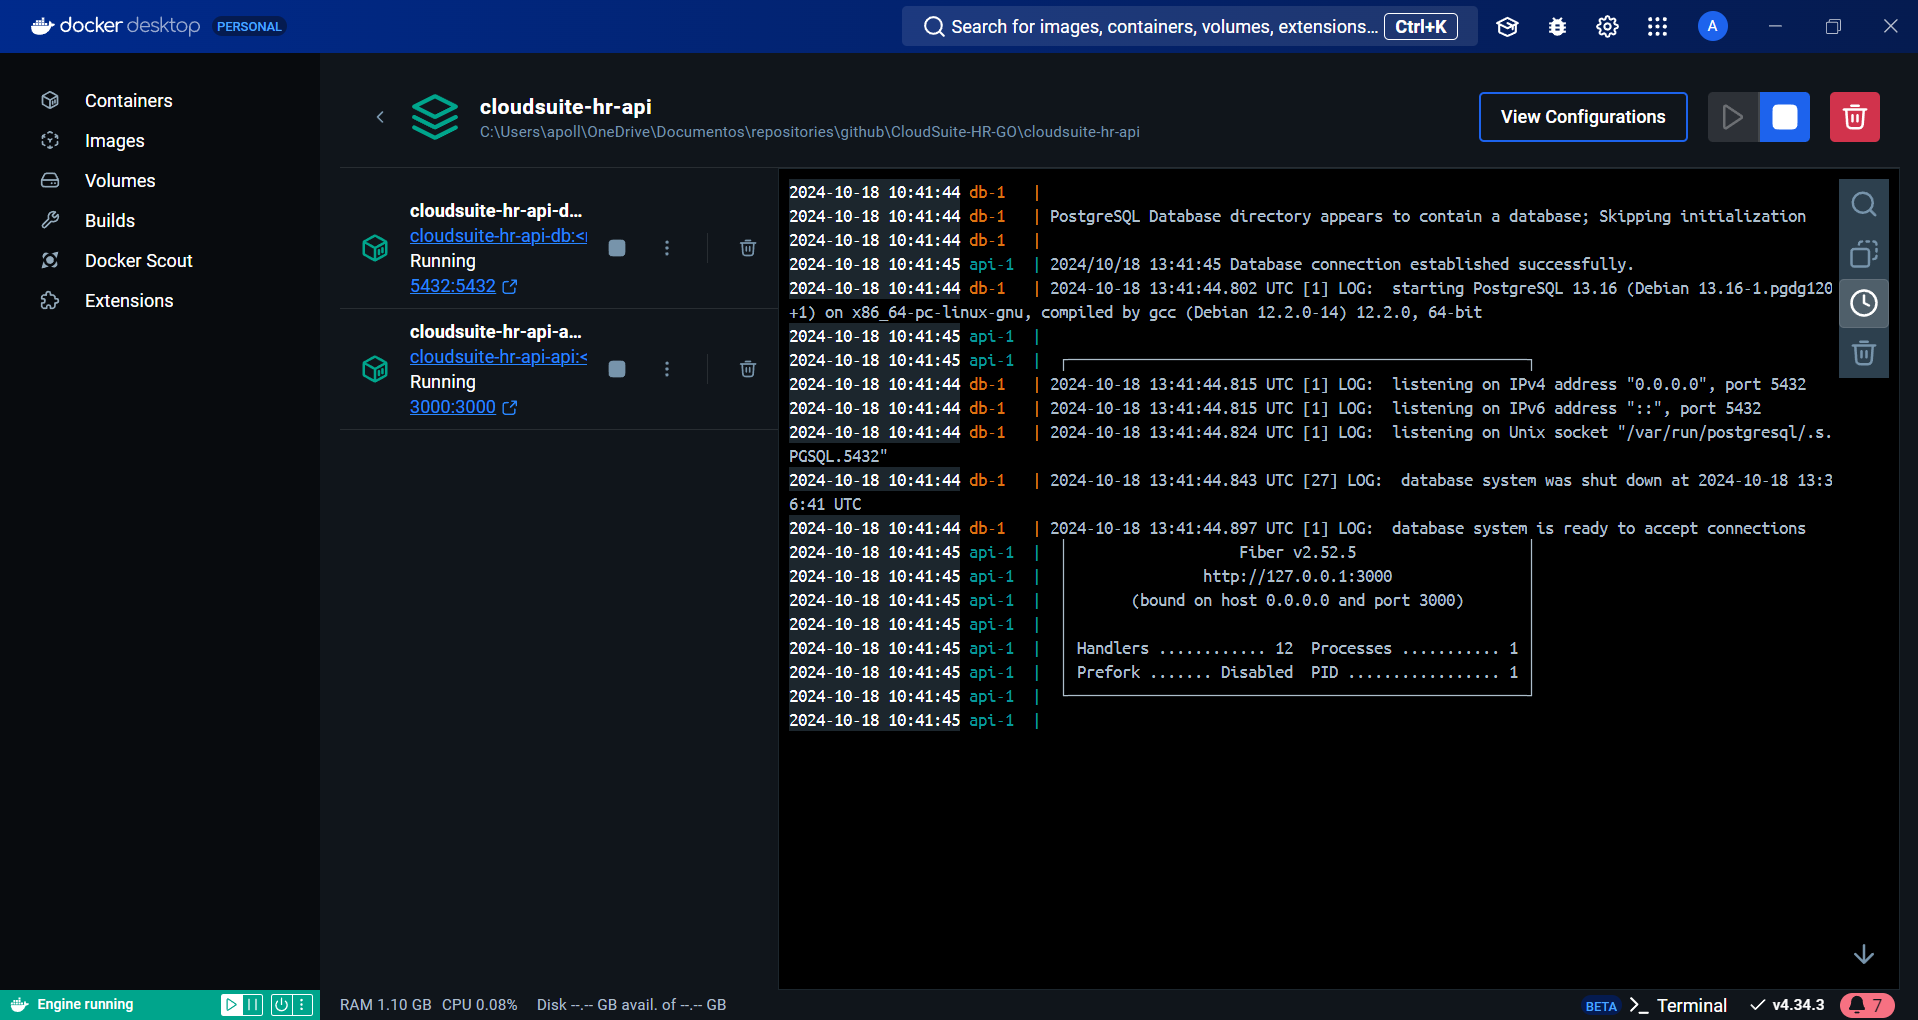 docker desktop PERSONAL
Search for images, containers, volumes, extensions... Ctrl+K
A
Containers
Images
Volumes
Builds
Docker Scout
Extensions
cloudsuite-hr-api
C:\Users\apoll\OneDrive\Documentos\repositories\github\CloudSuite-HR-GO\cloudsuite-hr-api
View Configurations
cloudsuite-hr-api-d...
cloudsuite-hr-api-db:<
Running
5432:5432
cloudsuite-hr-api-a...
cloudsuite-hr-api-api:<
Running
3000:3000
2024-10-18 10:41:44 db-1 |
2024-10-18 10:41:44 db-1 | PostgreSQL Database directory appears to contain a database; Skipping initialization
2024-10-18 10:41:44 db-1 |
2024-10-18 10:41:45 api-1 | 2024/10/18 13:41:45 Database connection established successfully.
2024-10-18 10:41:44 db-1 | 2024-10-18 13:41:44.802 UTC [1] LOG: starting PostgreSQL 13.16 (Debian 13.16-1.pgdg120
+1) on x86_64-pc-linux-gnu, compiled by gcc (Debian 12.2.0-14) 12.2.0, 64-bit
2024-10-18 10:41:45 api-1 |
2024-10-18 10:41:45 api-1 |
2024-10-18 10:41:44 db-1 | 2024-10-18 13:41:44.815 UTC [1] LOG: listening on IPv4 address "0.0.0.0", port 5432
2024-10-18 10:41:44 db-1 | 2024-10-18 13:41:44.815 UTC [1] LOG: listening on IPv6 address "::", port 5432
2024-10-18 10:41:44 db-1 | 2024-10-18 13:41:44.824 UTC [1] LOG: listening on Unix socket "/var/run/postgresql/.s.
PGSQL.5432"
2024-10-18 10:41:44 db-1 | 2024-10-18 13:41:44.843 UTC [27] LOG: database system was shut down at 2024-10-18 13:3
6:41 UTC
2024-10-18 10:41:44 db-1 | 2024-10-18 13:41:44.897 UTC [1] LOG: database system is ready to accept connections
2024-10-18 10:41:45 api-1 | Fiber v2.52.5
2024-10-18 10:41:45 api-1 | http://127.0.0.1:3000
2024-10-18 10:41:45 api-1 | (bound on host 0.0.0.0 and port 3000)
2024-10-18 10:41:45 api-1 |
2024-10-18 10:41:45 api-1 | Handlers ............ 12 Processes ........... 1
2024-10-18 10:41:45 api-1 | Prefork ....... Disabled PID ................. 1
2024-10-18 10:41:45 api-1 |
2024-10-18 10:41:45 api-1 |
Engine running
RAM 1.10 GB CPU 0.08% Disk --.-- GB avail. of --.-- GB
BETA >_ Terminal v4.34.3 7